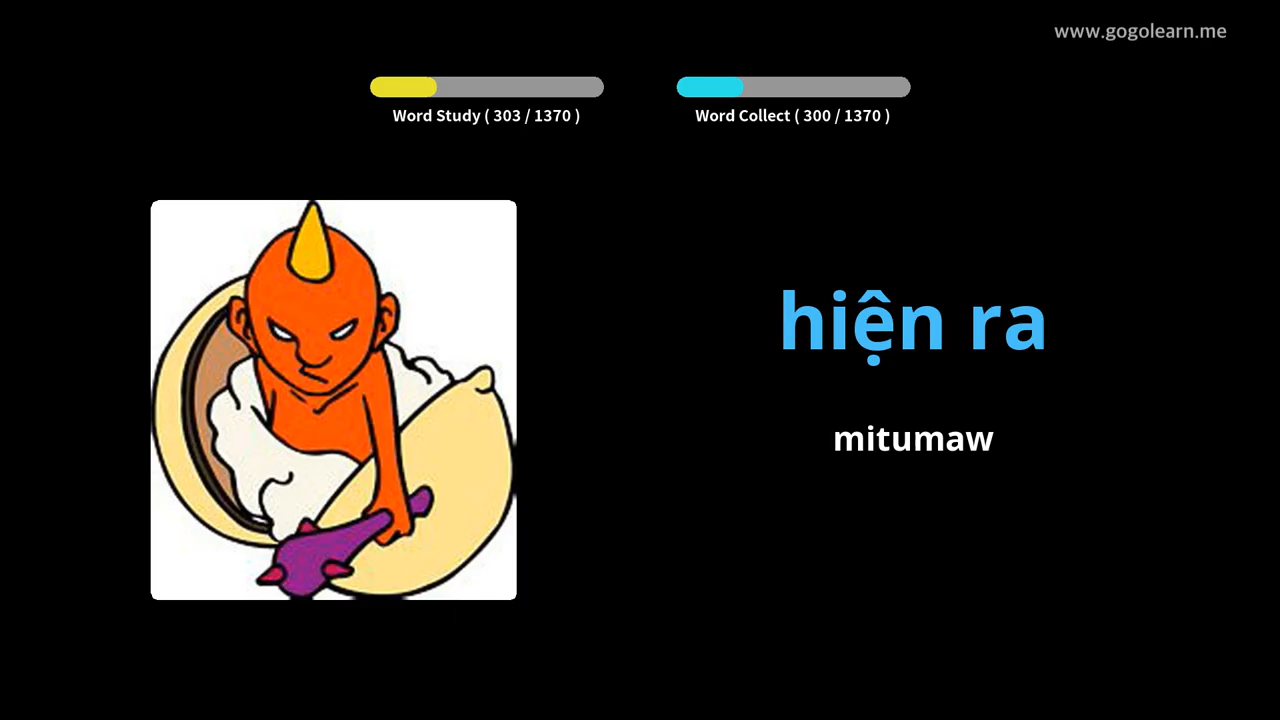 www.gogolearn.me
Word Study ( 303 / 1370 )
Word Collect ( 300 / 1370 )
hiện ra
mitumaw